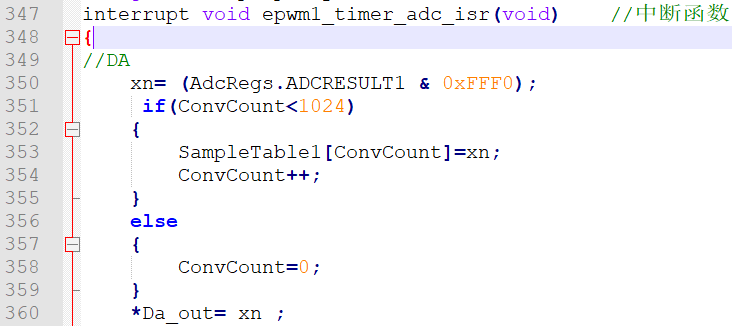 347 interrupt void epwm1_timer_adc_isr(void)    //中断函数
348 {
349 //DA
350     xn= (AdcRegs.ADCRESULT1 & 0xFFF0);
351      if(ConvCount<1024)
352     {
353         SampleTable1[ConvCount]=xn;
354         ConvCount++;
355     }
356     else
357     {
358         ConvCount=0;
359     }
360     *Da_out= xn ;